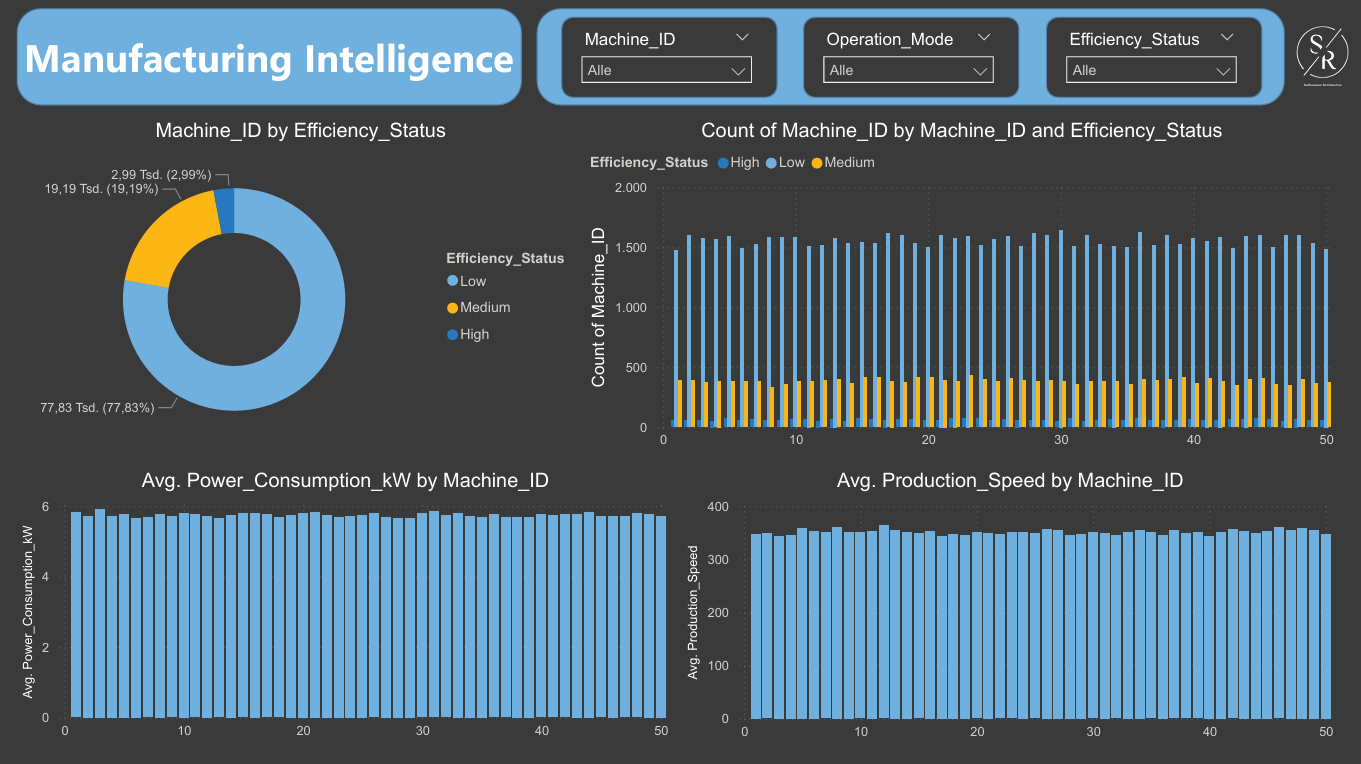 Manufacturing Intelligence
Machine_ID
Alle
Operation_Mode
Alle
Efficiency_Status
Alle
S
R
Machine_ID by Efficiency_Status
2,99 Tsd. (2,99%)
19,19 Tsd. (19,19%)
77,83 Tsd. (77,83%)
Efficiency_Status
Low
Medium
High
Count of Machine_ID by Machine_ID and Efficiency_Status
Efficiency_Status High Low Medium
Count of Machine_ID
2.000
1.500
1.000
500
0
0 10 20 30 40 50
Avg. Power_Consumption_kW by Machine_ID
Avg. Power_Consumption_kW
6
4
2
0
0 10 20 30 40 50
Avg. Production_Speed by Machine_ID
Avg. Production_Speed
400
300
200
100
0
0 10 20 30 40 50